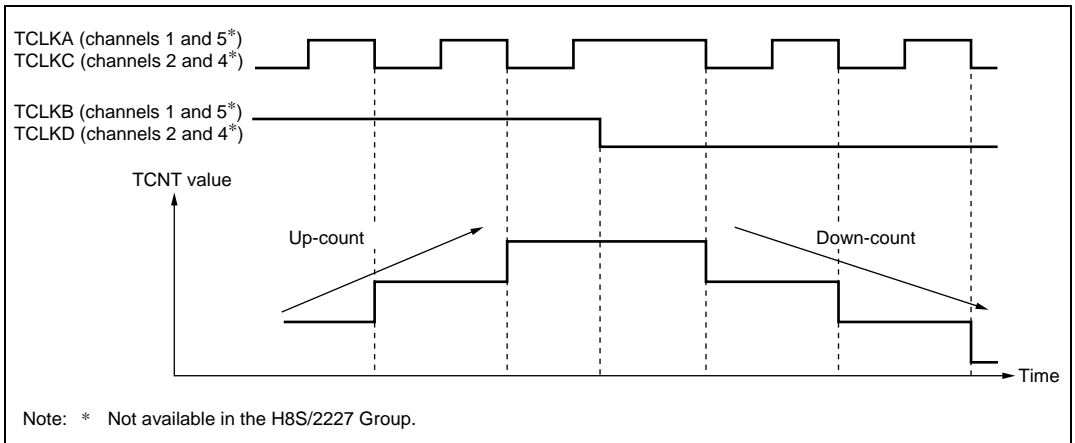 TCLKA (channels 1 and 5*)
TCLKC (channels 2 and 4*)
TCLKB (channels 1 and 5*)
TCLKD (channels 2 and 4*)
TCNT value
Up-count
Down-count
Time
Note: * Not available in the H8S/2227 Group.